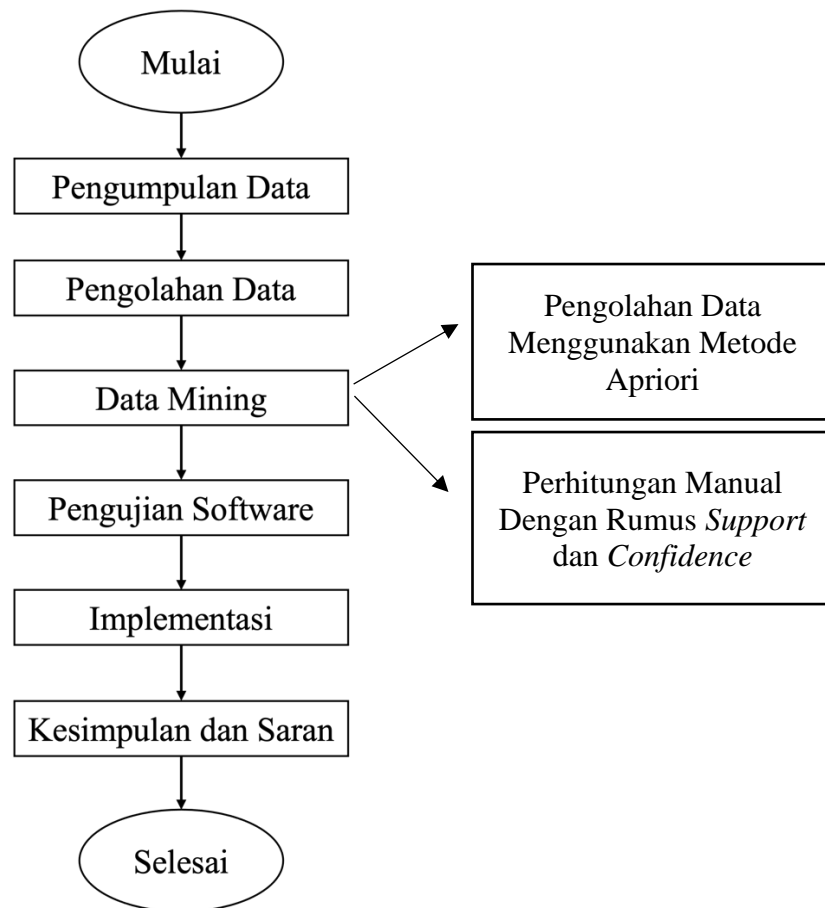 Mulai
Pengumpulan Data
Pengolahan Data
Data Mining
Pengujian Software
Implementasi
Kesimpulan dan Saran
Selesai
Pengolahan Data
Menggunakan Metode
Apriori
Perhitungan Manual
Dengan Rumus Support
dan Confidence